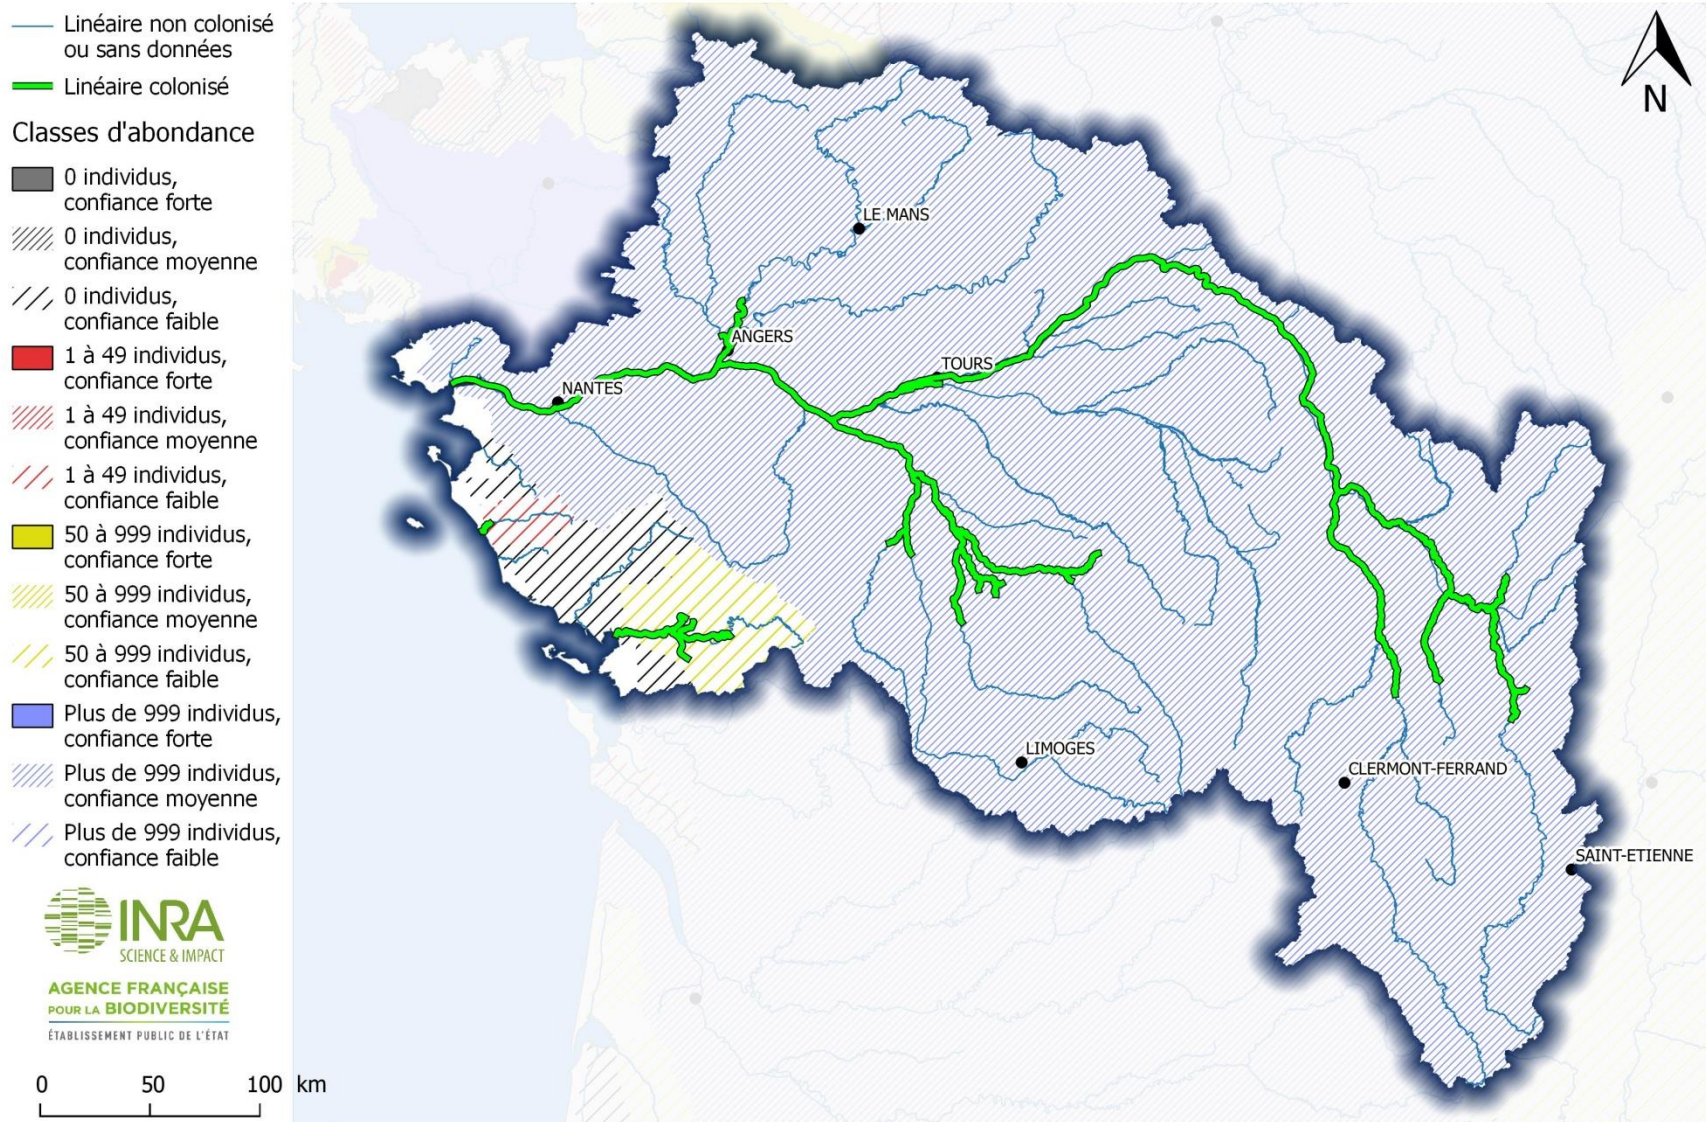 Linéaire non colonisé
ou sans données
Linéaire colonisé
Classes d'abondance
0 individus,
confiance forte
0 individus,
confiance moyenne
0 individus,
confiance faible
1 à 49 individus,
confiance forte
1 à 49 individus,
confiance moyenne
1 à 49 individus,
confiance faible
50 à 999 individus,
confiance forte
50 à 999 individus,
confiance moyenne
50 à 999 individus,
confiance faible
Plus de 999 individus,
confiance forte
Plus de 999 individus,
confiance moyenne
Plus de 999 individus,
confiance faible
INRA
SCIENCE & IMPACT
AGENCE FRANÇAISE
POUR LA BIODIVERSITÉ
ÉTABLISSEMENT PUBLIC DE L'ÉTAT
0 50 100 km
N
LE MANS
ANGERS
TOURS
NANTES
LIMOGES
CLERMONT-FERRAND
SAINT-ETIENNE